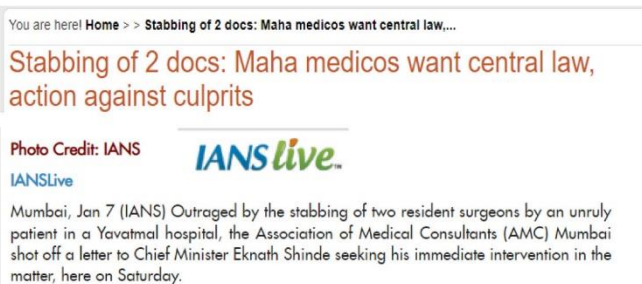 You are here! Home > > Stabbing of 2 docs: Maha medicos want central law,...
Stabbing of 2 docs: Maha medicos want central law,
action against culprits
Photo Credit: IANS
IANS live™
IANSLive
Mumbai, Jan 7 (IANS) Outraged by the stabbing of two resident surgeons by an unruly
patient in a Yavatmal hospital, the Association of Medical Consultants (AMC) Mumbai
shot off a letter to Chief Minister Eknath Shinde seeking his immediate intervention in the
matter, here on Saturday.